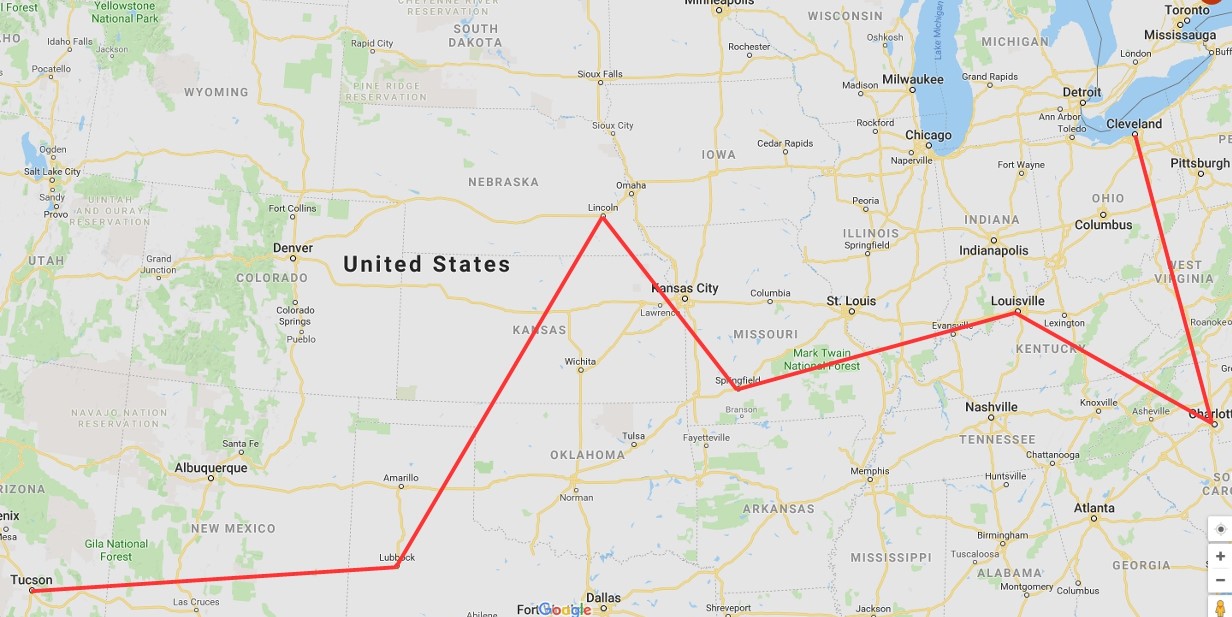 l Forest
Yellowstone
National Park
CHEYENNE RIVER
RESERVATION
Minneapolis
WISCONSIN
Toronto
Mississauga
Idaho Falls
Jackson
Rapid City
SOUTH
DAKOTA
Rochester
Oshkosh
Lake Michigan
MICHIGAN
London
Buff
Pocatello
WYOMING
PINE RIDGE
RESERVATION
Sioux Falls
Madison
Milwaukee
Grand Rapids
Detroit
Ann Arbor
Toledo
Cleveland
Sioux City
Rockford
Chicago
Naperville
Ogden
Salt Lake City
Sandy
Provo
UINTAH
AND OURAY
RESERVATION
IOWA
Cedar Rapids
Fort Wayne
Pittsburgh
PE
NEBRASKA
Omaha
Lincoln
Fort Collins
Peoria
OHIO
Columbus
INDIANA
Indianapolis
ILLINOIS
Springfield
Denver
UTAH
Grand
Junction
COLORADO
United States
WEST
VIRGINIA
Kansas City
Lawrence
Columbia
St. Louis
Louisville
Lexington
Roanoke
Colorado
Springs
Pueblo
KANSAS
MISSOURI
Evansville
KENTUCKY
Mark Twain
National Forest
Wichita
Springfield
Branson
NAVAJO NATION
RESERVATION
Nashville
Knoxville
Asheville
Charlott
Gre
Santa Fe
Tulsa
Fayetteville
TENNESSEE
Chattanooga
Albuquerque
OKLAHOMA
Amarillo
Memphis
Huntsville
SO
CARO
RIZONA
Norman
ARKANSAS
Atlanta
enix
Mesa
NEW MEXICO
Gila National
Forest
Lubbock
Birmingham
Tuscaloosa
MISSISSIPPI
ALABAMA
GEORGIA
Tucson
Las Cruces
Montgomery
Columbus
Abilene
Fort
Google
Dallas
Shreveport
Jackson